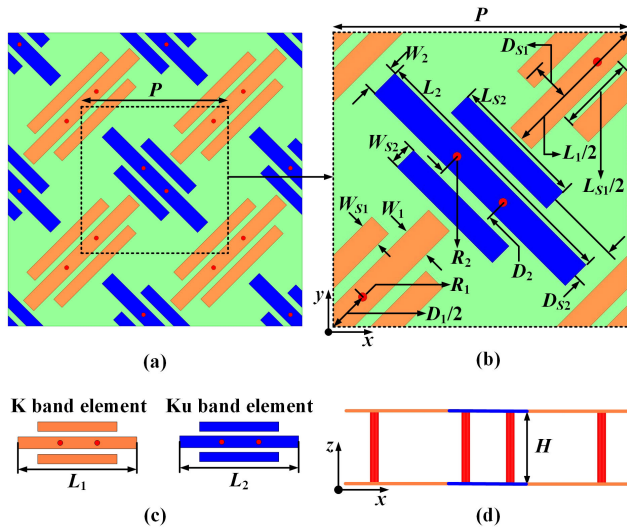 P
(a)
P
W2
L2
LS2
DS1
WS2
L1/2
LS1/2
WS1
W1
R2
D2
R1
DS2
D1/2
y
x
(b)
K band element
Ku band element
L1
L2
(c)
z
x
H
(d)